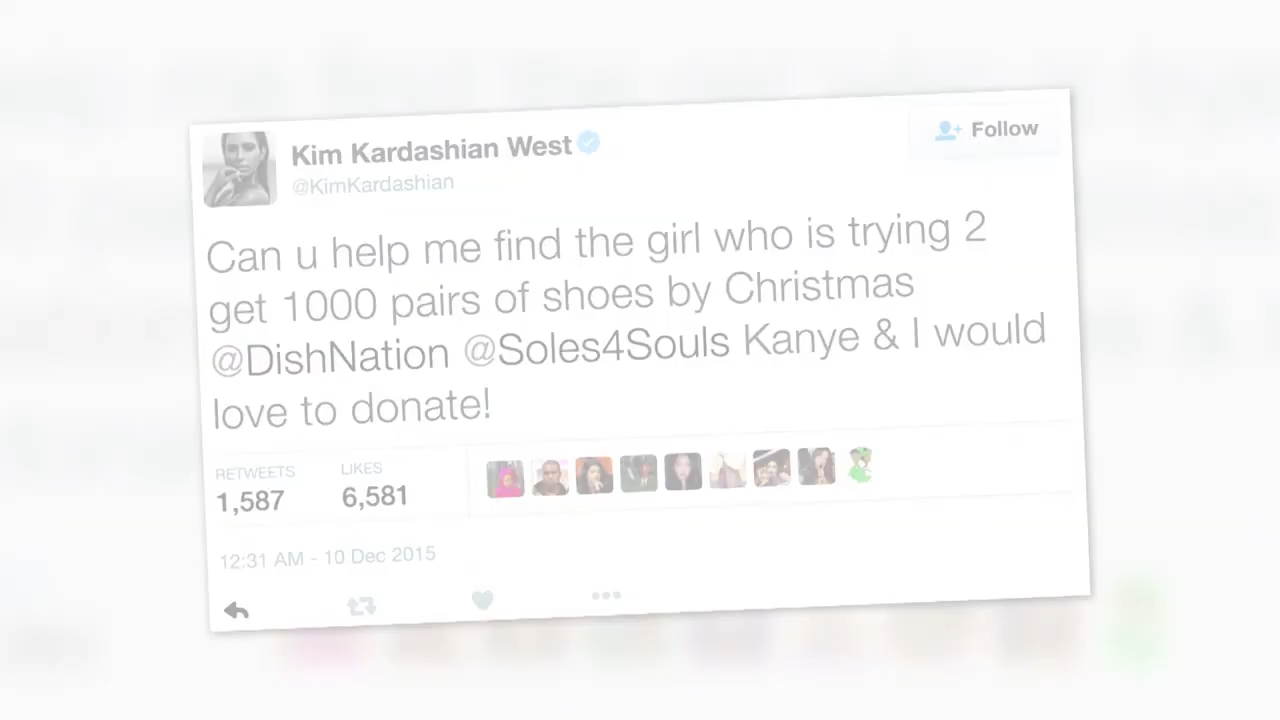 Kim Kardashian West
@KimKardashian
Follow
Can u help me find the girl who is trying 2
get 1000 pairs of shoes by Christmas
@DishNation @Soles4Souls Kanye & I would
love to donate!
RETWEETS LIKES
1,587 6,581
12:31 AM - 10 Dec 2015